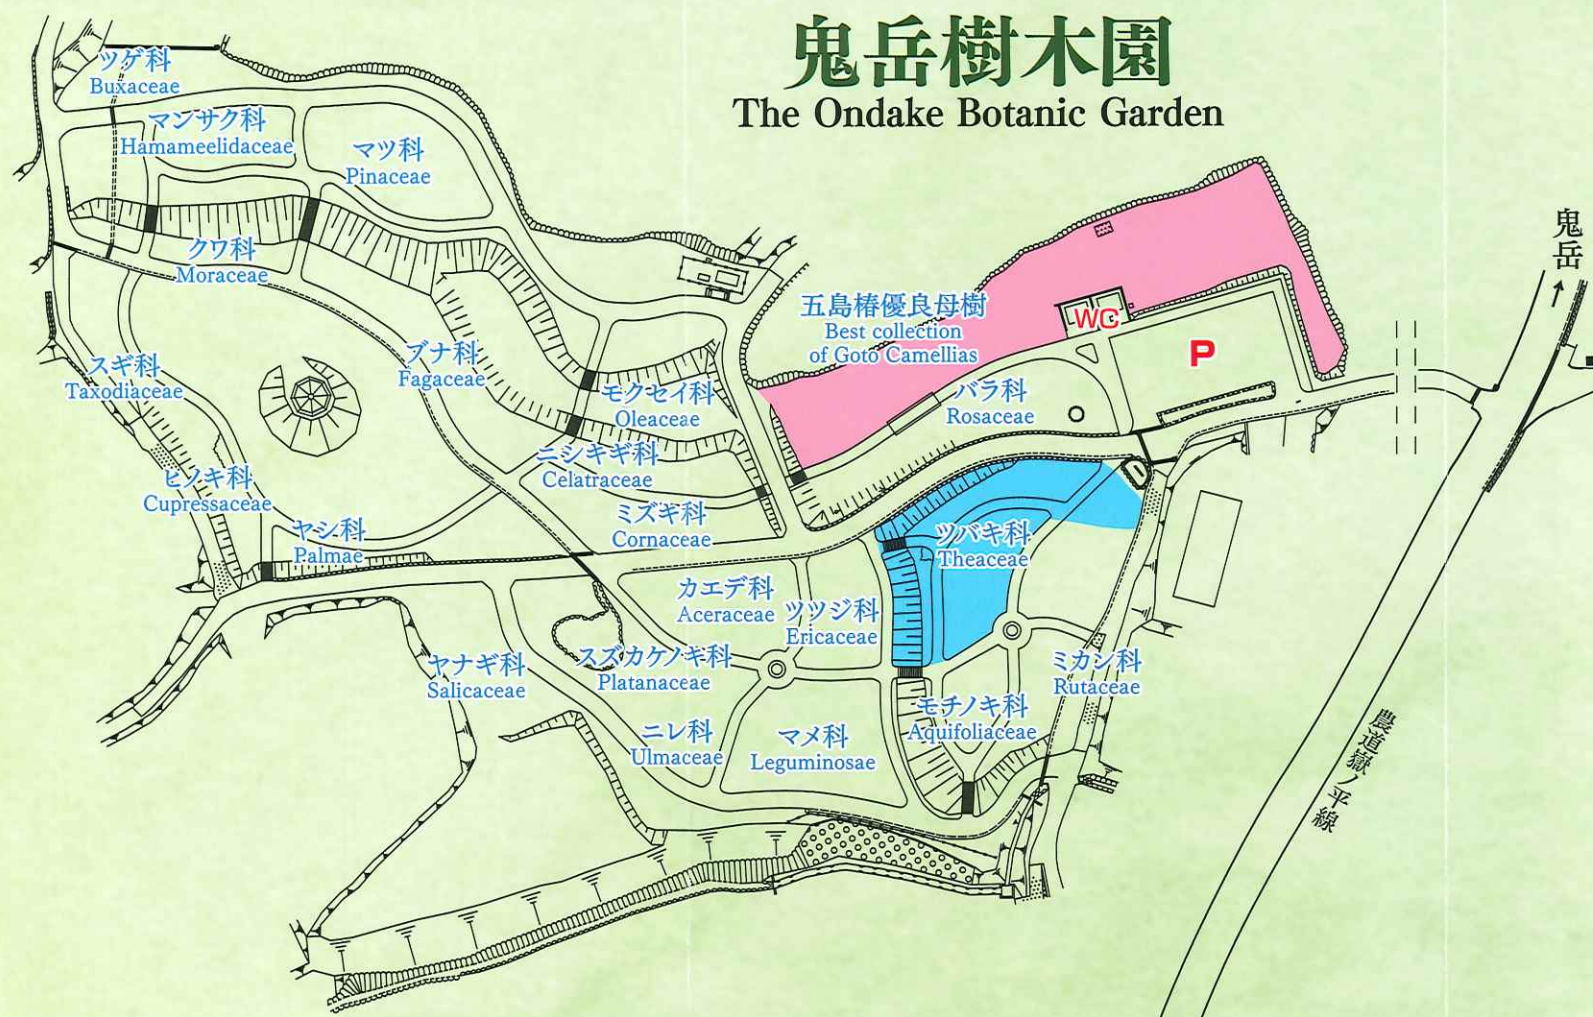 鬼岳樹木園
The Ondake Botanic Garden
ツゲ科
Buxaceae
マンサク科
Hamameelidaceae
マツ科
Pinaceae
クワ科
Moraceae
鬼岳
↑
五島椿優良母樹
Best collection
of Goto Camellias
WC
P
スギ科
Taxodiaceae
ブナ科
Fagaceae
モクセイ科
Oleaceae
バラ科
Rosaceae
ニシキギ科
Celatraceae
ヒノキ科
Cupressaceae
ミズキ科
Cornaceae
ヤシ科
Palmae
ツバキ科
Theaceae
カエデ科
Aceraceae
ツツジ科
Ericaceae
ヤナギ科
Salicaceae
スズカケノキ科
Platanaceae
ミカン科
Rutaceae
モチノキ科
Aquifoliaceae
ニレ科
Ulmaceae
マメ科
Leguminosae
農道嶽ノ平線